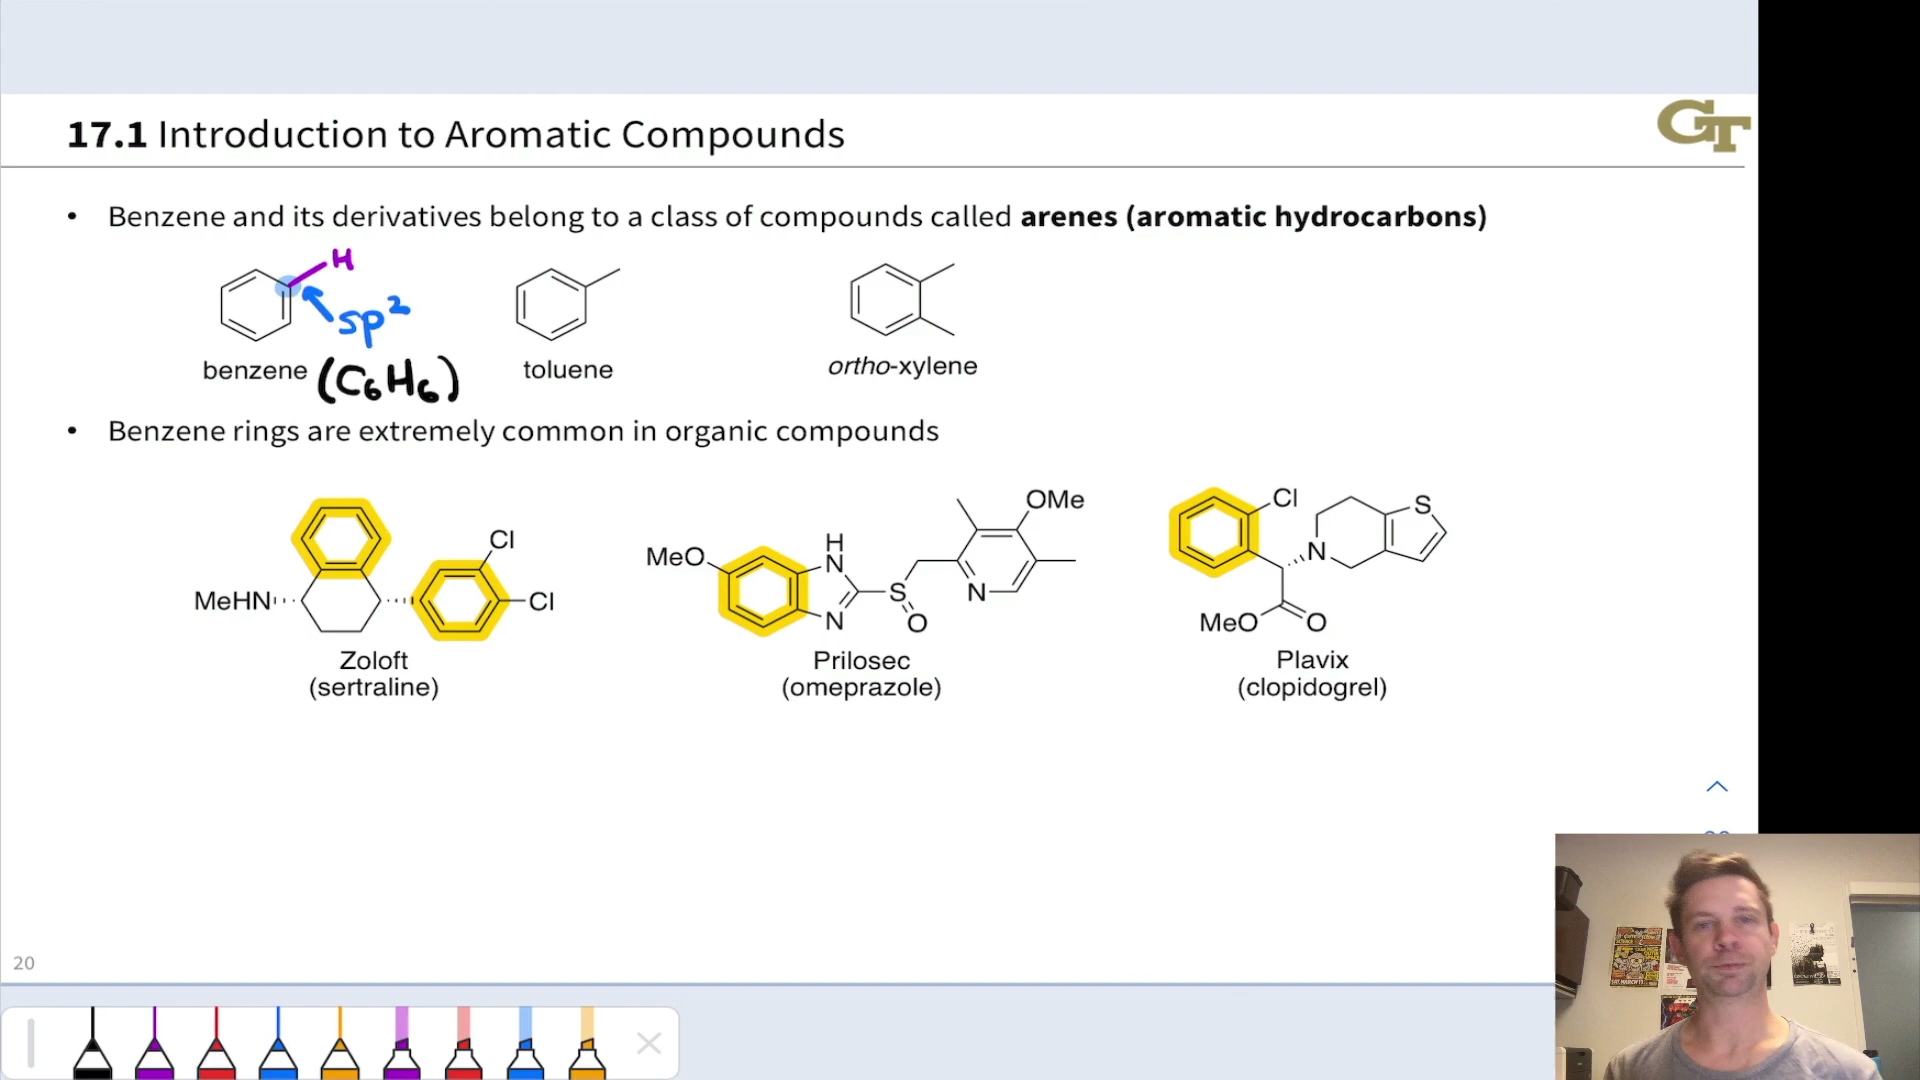 17.1 Introduction to Aromatic Compounds
GT
• Benzene and its derivatives belong to a class of compounds called arenes (aromatic hydrocarbons)
H
sp²
benzene (C₆H₆)
toluene
ortho-xylene
• Benzene rings are extremely common in organic compounds
Cl
Cl
MeHN
Zoloft
(sertraline)
MeO
H
N
N
S
O
N
OMe
Prilosec
(omeprazole)
Cl
N
S
MeO
O
Plavix
(clopidogrel)
20